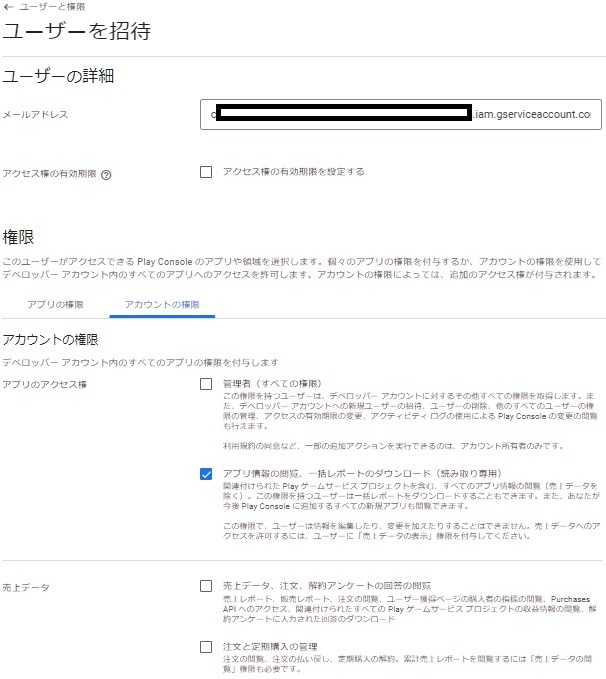 ← ユーザーと権限
ユーザーを招待
ユーザーの詳細
メールアドレス
c .iam.gserviceaccount.co
アクセス権の有効期限
アクセス権の有効期限を設定する
権限
このユーザーがアクセスできる Play Console のアプリや領域を選択します。個々のアプリの権限を付与するか、アカウントの権限を使用して
デベロッパー アカウント内のすべてのアプリへのアクセスを許可します。アカウントの権限によっては、追加のアクセス権が付与されます。
アプリの権限
アカウントの権限
アカウントの権限
デベロッパー アカウント内のすべてのアプリの権限を付与します
アプリのアクセス権
管理者（すべての権限）
この権限を持つユーザーは、デベロッパー アカウントに対するその他すべての権限を取得します。ま
た、デベロッパー アカウントへの新規ユーザーの招待、ユーザーの削除、他のすべてのユーザーの権
限の管理、アクセスの有効期限の変更、アクティビティ ログの使用による Play Console の変更の閲覧
も行えます。
利用規約の同意など、一部の追加アクションを実行できるのは、アカウント所有者のみです。
アプリ情報の閲覧、一括レポートのダウンロード（読み取り専用）
関連付けられた Play ゲームサービス プロジェクトを含む、すべてのアプリ情報の閲覧（売上データを
除く）。この権限を持つユーザーは一括レポートをダウンロードすることもできます。また、あなたが
今後 Play Console に追加するすべての新規アプリも閲覧できます。
この権限で、ユーザーは情報を編集したり、変更を加えたりすることはできません。売上データへのア
クセスを許可するには、ユーザーに「売上データの表示」権限を付与してください。
売上データ
売上データ、注文、解約アンケートの回答の閲覧
売上レポート、販売レポート、注文の閲覧、ユーザー獲得ページの購入者の指標の閲覧、Purchases
API へのアクセス、関連付けられたすべての Play ゲームサービス プロジェクトの収益情報の閲覧、解
約アンケートに入力された回答のダウンロード
注文と定期購入の管理
注文の閲覧、注文の払い戻し、定期購入の解約。累計売上レポートを閲覧するには「売上データの閲
覧」権限も必要です。